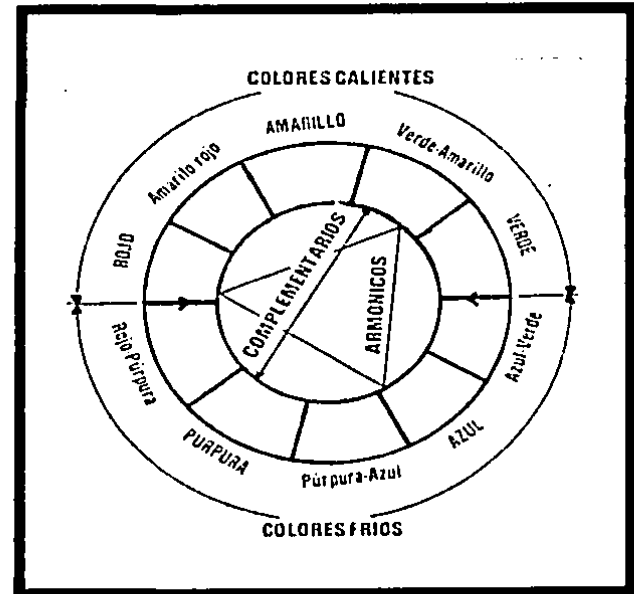 COLORES CALIENTES
AMARILLO
Amarilo rojo
Verde-Amarillo
ROJO
VERDE
COMPLEMENTARIOS
ARMONICOS
Rojo-Púrpura
Azul-Verde
PURPURA
AZUL
Púrpura-Azul
COLORES FRIOS